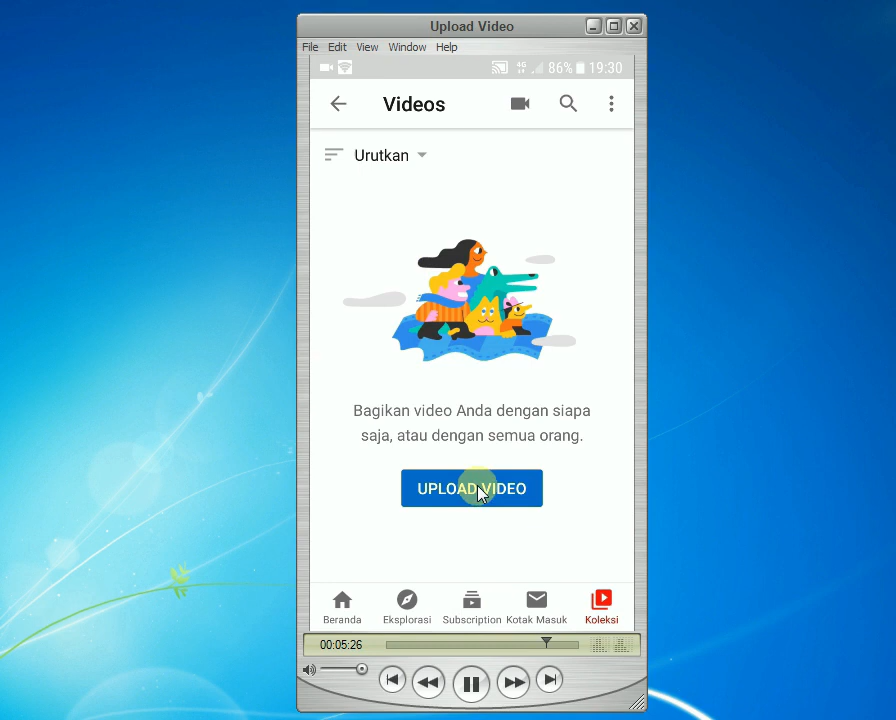 Upload Video
File Edit View Window Help
4G 86% 19:30
Videos
Urutkan
Bagikan video Anda dengan siapa
saja, atau dengan semua orang.
UPLOAD VIDEO
Beranda Eksplorasi Subscription Kotak Masuk Koleksi
00:05:26